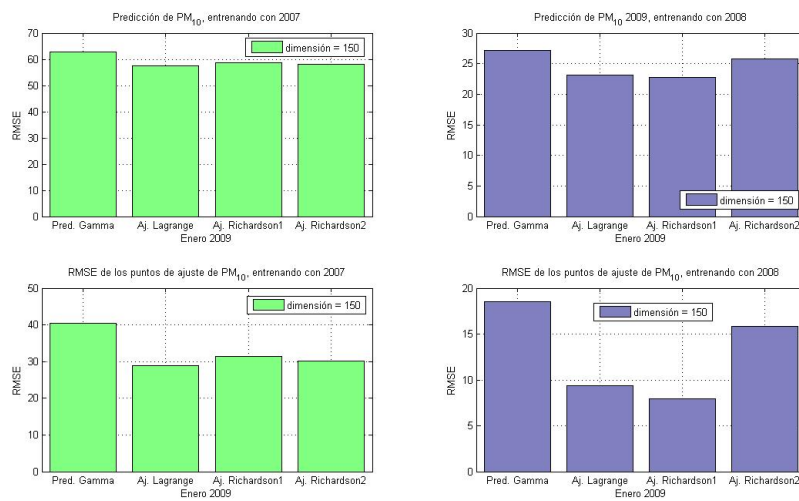 Predicción de PM10, entrenando con 2007
70
60
50
40
30
20
10
0
RMSE
dimensión = 150
Pred. Gamma
Aj. Lagrange
Aj. Richardson1
Aj. Richardson2
Enero 2009
Predicción de PM10 2009, entrenando con 2008
30
25
20
15
10
5
0
RMSE
dimensión = 150
Pred. Gamma
Aj. Lagrange
Aj. Richardson1
Aj. Richardson2
Enero 2009
RMSE de los puntos de ajuste de PM10, entrenando con 2007
50
40
30
20
10
0
RMSE
dimensión = 150
Pred. Gamma
Aj. Lagrange
Aj. Richardson1
Aj. Richardson2
Enero 2009
RMSE de los puntos de ajuste de PM10, entrenando con 2008
20
15
10
5
0
RMSE
dimensión = 150
Pred. Gamma
Aj. Lagrange
Aj. Richardson1
Aj. Richardson2
Enero 2009